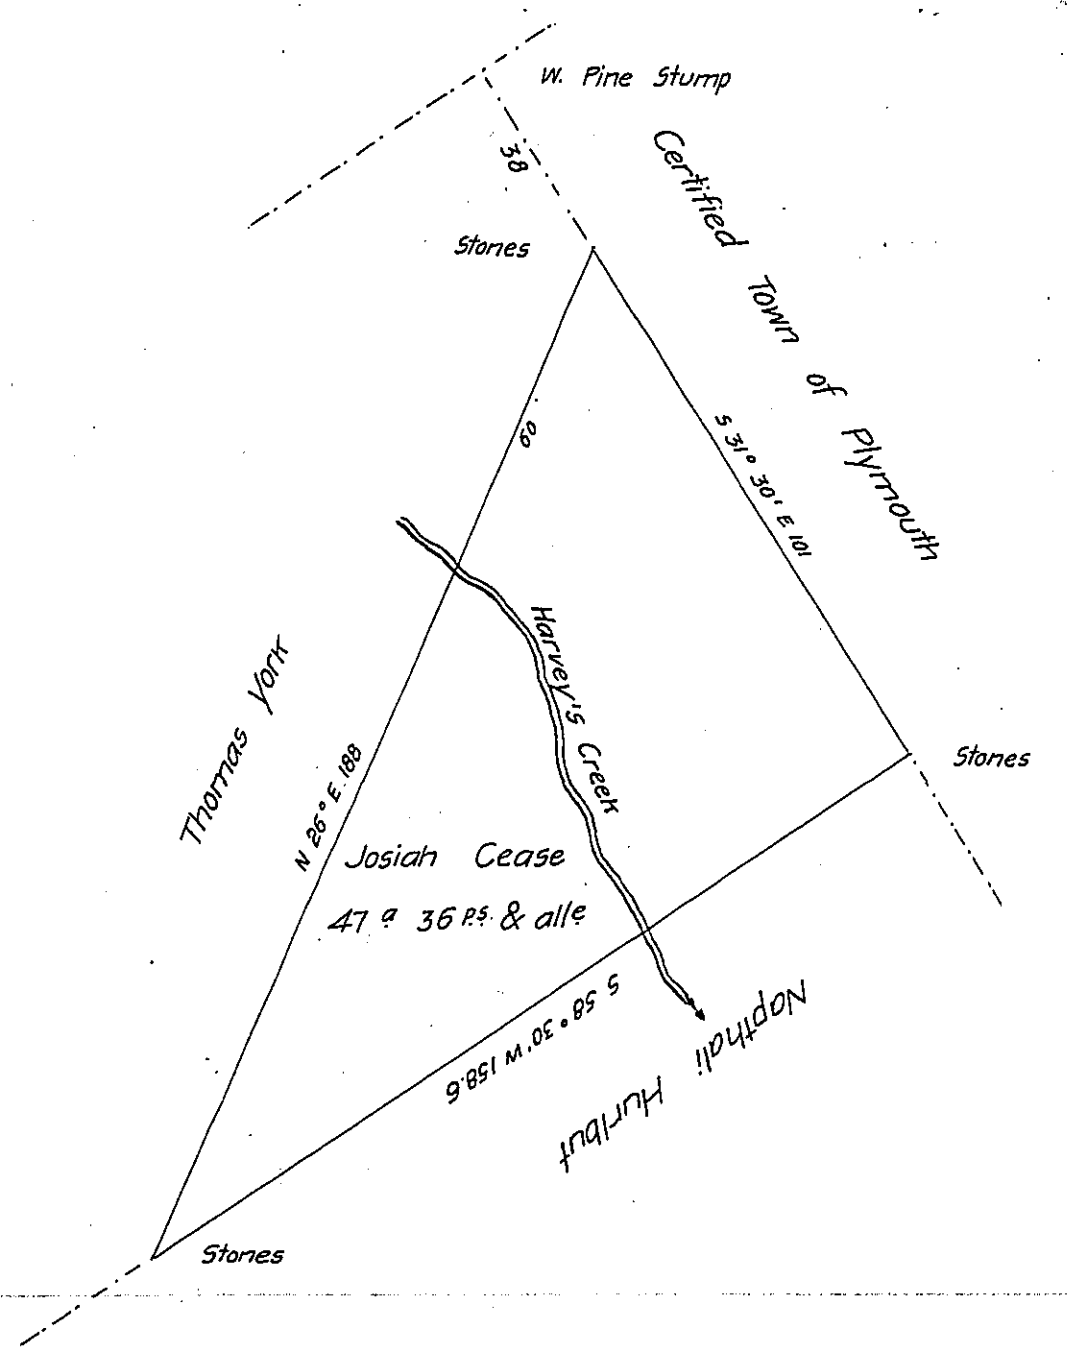 W. Pine Stump
38
Certified Town of Plymouth
Stones
60
S 31° 30' E 101
Harvey's Creek
Thomas York
N 26° E. 188
Stones
Josiah Cease
47 a 36 ps. & alle
S 58° 30' W 158.6
Napthali Hurlbut
Stones